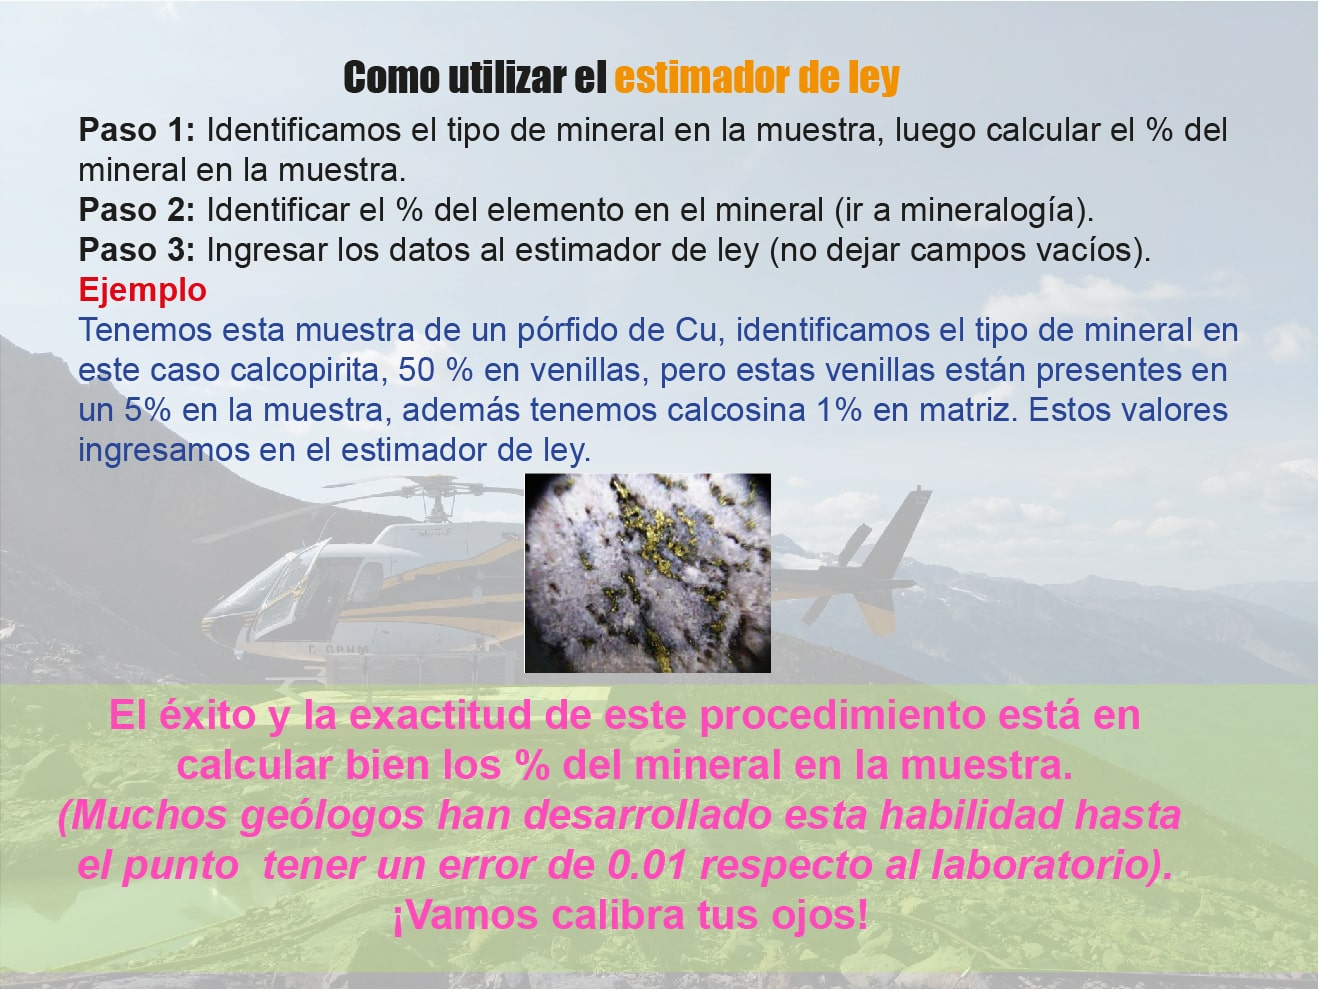 Como utilizar el estimador de ley
Paso 1: Identificamos el tipo de mineral en la muestra, luego calcular el % del
mineral en la muestra.
Paso 2: Identificar el % del elemento en el mineral (ir a mineralogía).
Paso 3: Ingresar los datos al estimador de ley (no dejar campos vacíos).
Ejemplo
Tenemos esta muestra de un pórfido de Cu, identificamos el tipo de mineral en
este caso calcopirita, 50 % en venillas, pero estas venillas están presentes en
un 5% en la muestra, además tenemos calcosina 1% en matriz. Estos valores
ingresamos en el estimador de ley.
C GPHM
El éxito y la exactitud de este procedimiento está en
calcular bien los % del mineral en la muestra.
(Muchos geólogos han desarrollado esta habilidad hasta
el punto  tener un error de 0.01 respecto al laboratorio).
¡Vamos calibra tus ojos!